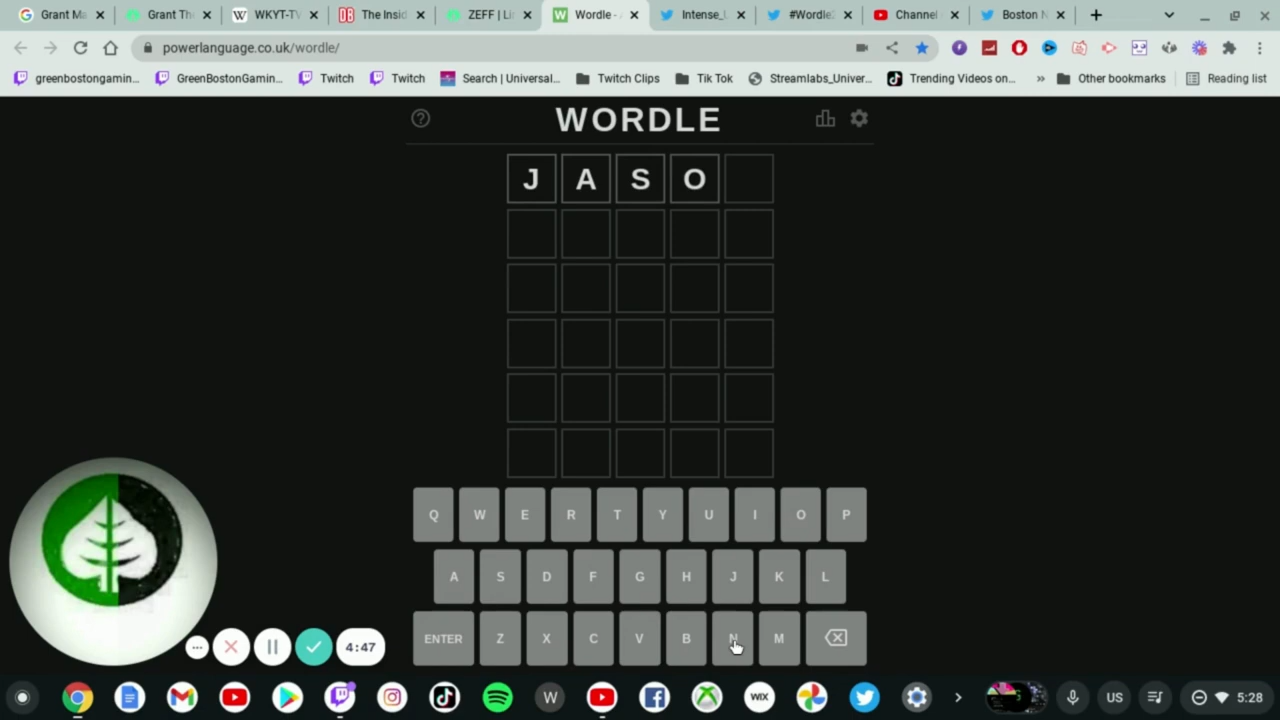 Grant Ma
Grant The
WKYT-TV
The Insid
ZEFF | Li
Wordle -
Intense_
#Wordle
Channel
Boston N
powerlanguage.co.uk/wordle/
greenbostongamin...
GreenBostonGamin...
Twitch
Twitch
Search | Universal...
Twitch Clips
Tik Tok
Streamlabs_Univer...
Trending Videos on...
»
Other bookmarks
Reading list
WORDLE
J A S O
Q W E R T Y U I O P
A S D F G H J K L
ENTER Z X C V B N M
4:47
W
WIX
US
5:28